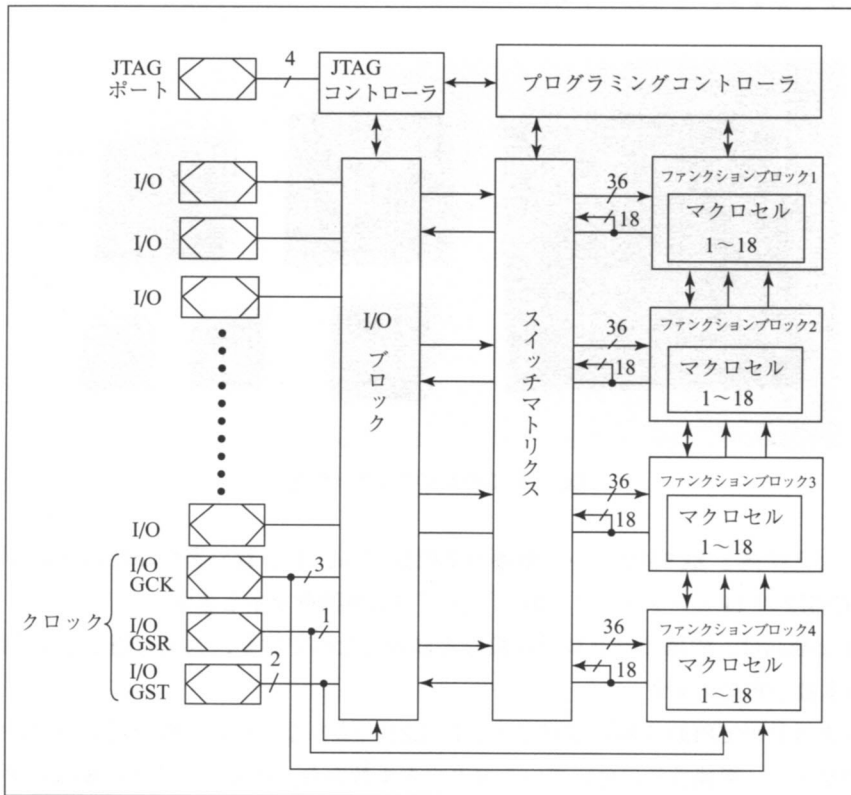 JTAG
ポート
4
JTAG
コントローラ
プログラミングコントローラ
I/O
I/O
I/O
I/O
I/O
GCK
3
クロック
I/O
GSR
1
I/O
GST
2
I/O
ブロック
スイッチマトリクス
36
18
ファンクションブロック1
マクロセル
1～18
36
18
ファンクションブロック2
マクロセル
1～18
36
18
ファンクションブロック3
マクロセル
1～18
36
18
ファンクションブロック4
マクロセル
1～18